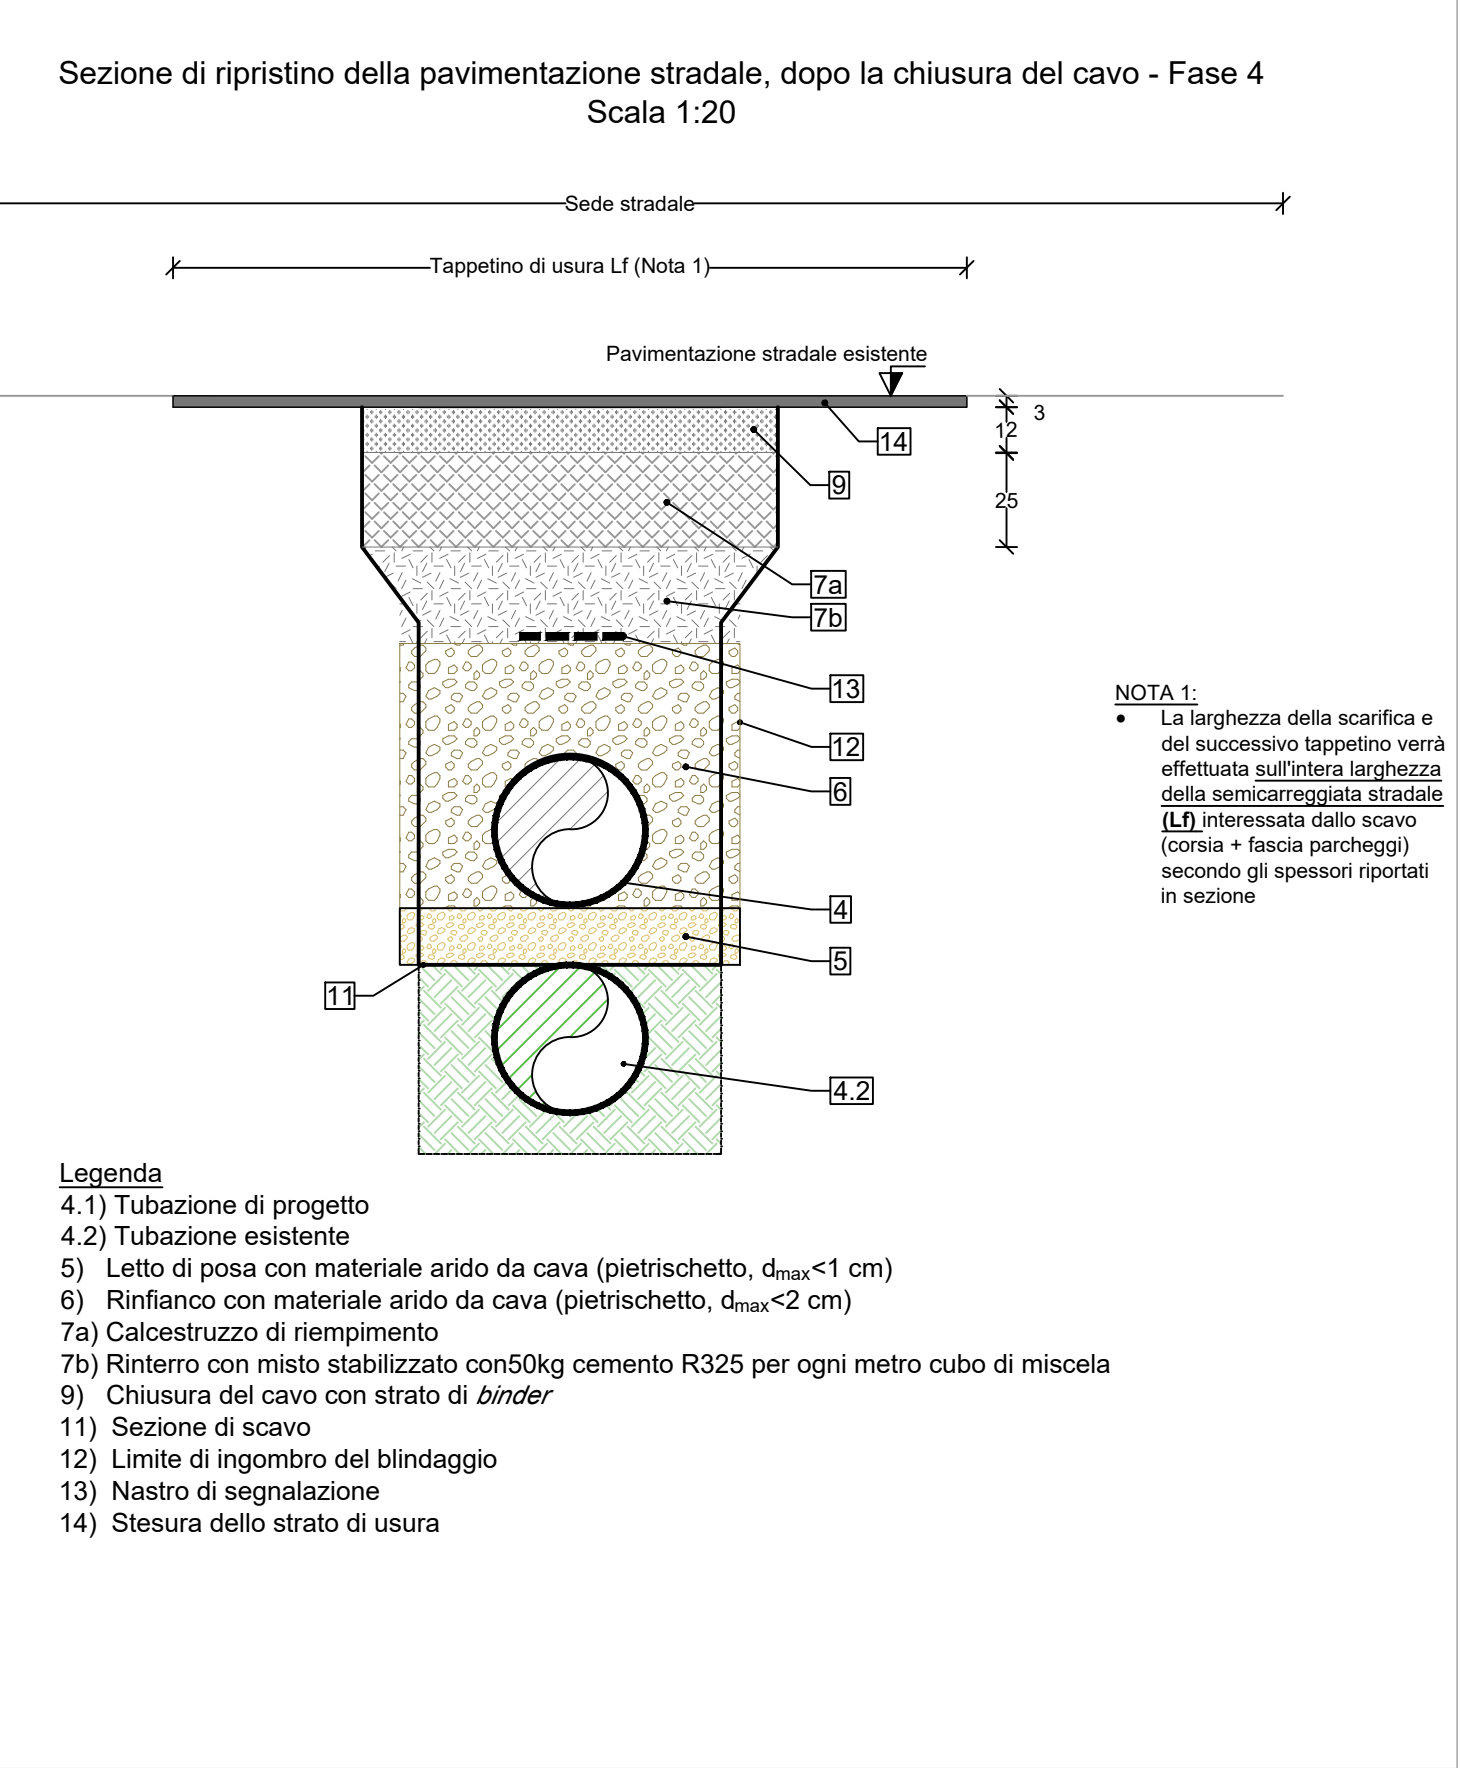 Sezione di ripristino della pavimentazione stradale, dopo la chiusura del cavo - Fase 4
Scala 1:20
Sede stradale
Tappetino di usura Lf (Nota 1)
Pavimentazione stradale esistente
3
12
14
9
25
7a
7b
13
12
6
4
5
11
4.2
NOTA 1:
• La larghezza della scarifica e
del successivo tappetino verrà
effettuata sull'intera larghezza
della semicarreggiata stradale
(Lf) interessata dallo scavo
(corsia + fascia parcheggi)
secondo gli spessori riportati
in sezione
Legenda
4.1) Tubazione di progetto
4.2) Tubazione esistente
5) Letto di posa con materiale arido da cava (pietrischetto, dmax<1 cm)
6) Rinfianco con materiale arido da cava (pietrischetto, dmax<2 cm)
7a) Calcestruzzo di riempimento
7b) Rinterro con misto stabilizzato con50kg cemento R325 per ogni metro cubo di miscela
9) Chiusura del cavo con strato di binder
11) Sezione di scavo
12) Limite di ingombro del blindaggio
13) Nastro di segnalazione
14) Stesura dello strato di usura